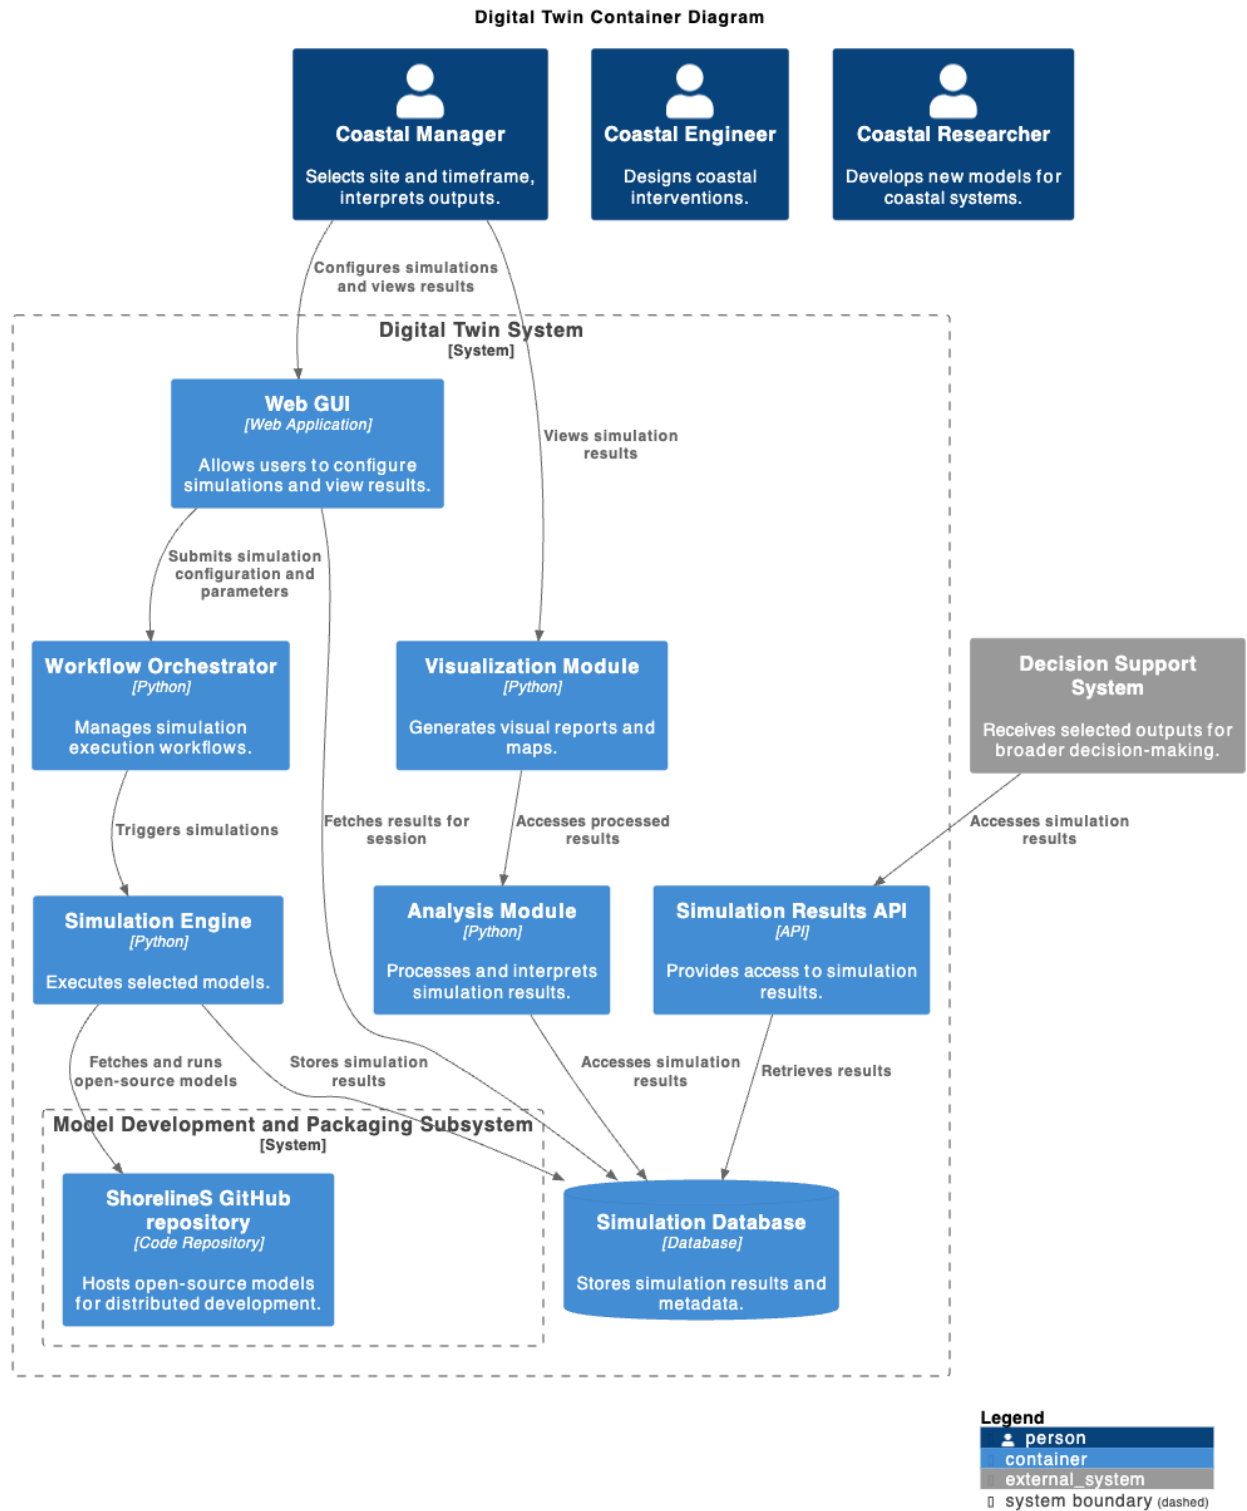 Digital Twin Container Diagram
Coastal Manager
Selects site and timeframe,
interprets outputs.
Coastal Engineer
Designs coastal
interventions.
Coastal Researcher
Develops new models for
coastal systems.
Configures simulations
and views results
Digital Twin System
[System]
Web GUI
[Web Application]
Allows users to configure
simulations and view results.
Views simulation
results
Submits simulation
configuration and
parameters
Workflow Orchestrator
[Python]
Manages simulation
execution workflows.
Visualization Module
[Python]
Generates visual reports and
maps.
Decision Support
System
Receives selected outputs for
broader decision-making.
Triggers simulations
Fetches results for
session
Accesses processed
results
Accesses simulation
results
Simulation Engine
[Python]
Executes selected models.
Analysis Module
[Python]
Processes and interprets
simulation results.
Simulation Results API
[API]
Provides access to simulation
results.
Fetches and runs
open-source models
Stores simulation
results
Accesses simulation
results
Retrieves results
Model Development and Packaging Subsystem
[System]
ShorelineS GitHub
repository
[Code Repository]
Hosts open-source models
for distributed development.
Simulation Database
[Database]
Stores simulation results and
metadata.
Legend
person
container
external_system
system boundary (dashed)